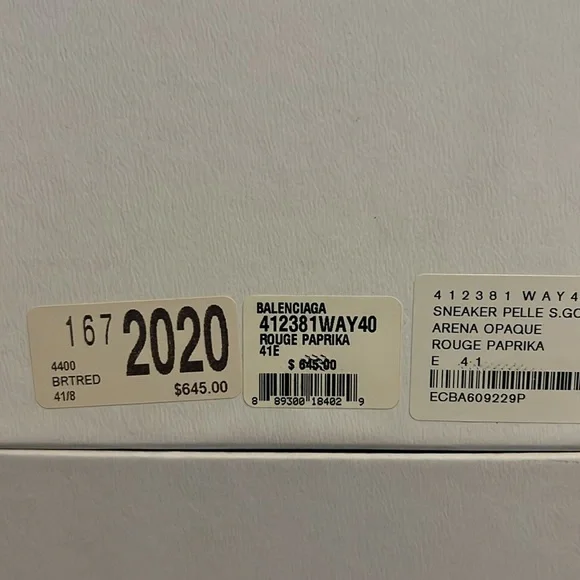 167 2020
4400
BRTRED
41/8
$645.00
BALENCIAGA
412381WAY40
ROUGE PAPRIKA
41E
$ 645.00
8 89300 18402 9
412381 WAY4
SNEAKER PELLE S.GO
ARENA OPAQUE
ROUGE PAPRIKA
E 41
ECBA609229P